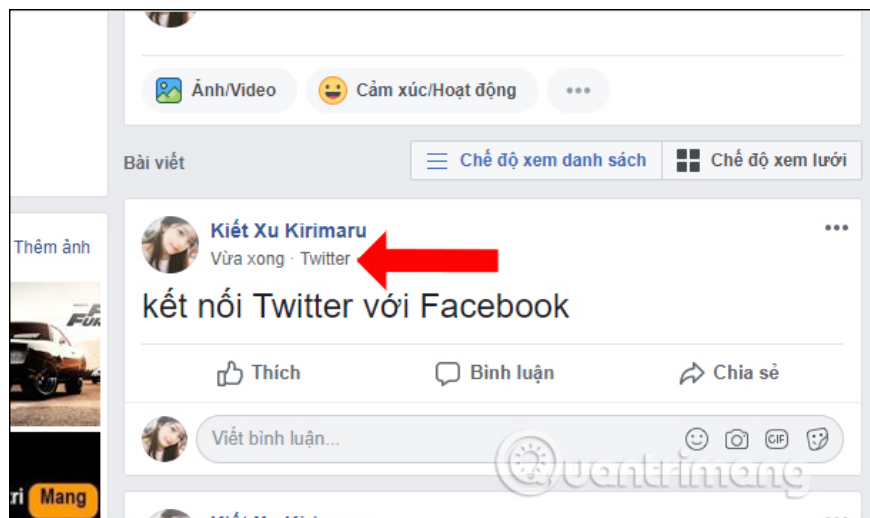 Ảnh/Video
Cảm xúc/Hoạt động
Bài viết
Chế độ xem danh sách
Chế độ xem lưới
Thêm ảnh
Kiết Xu Kirimaru
Vừa xong · Twitter
kết nối Twitter với Facebook
Thích
Bình luận
Chia sẻ
Viết bình luận...
GIF
Quantrimang
tri Mang